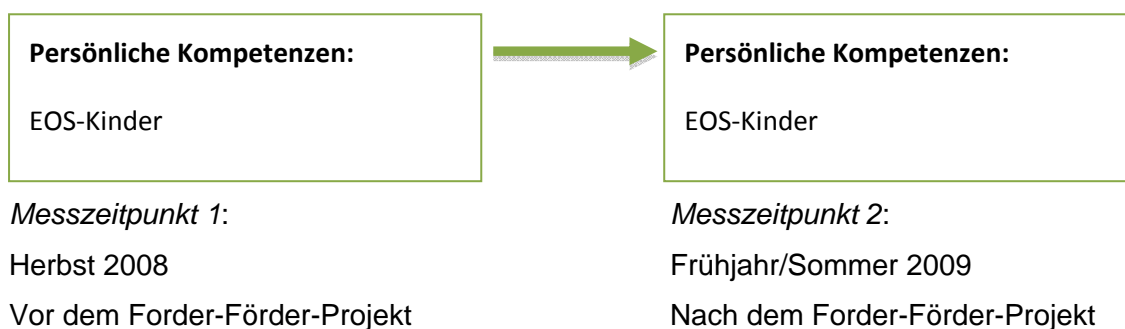 Persönliche Kompetenzen:
EOS-Kinder
Messzeitpunkt 1:
Herbst 2008
Vor dem Forder-Förder-Projekt
Persönliche Kompetenzen:
EOS-Kinder
Messzeitpunkt 2:
Frühjahr/Sommer 2009
Nach dem Forder-Förder-Projekt